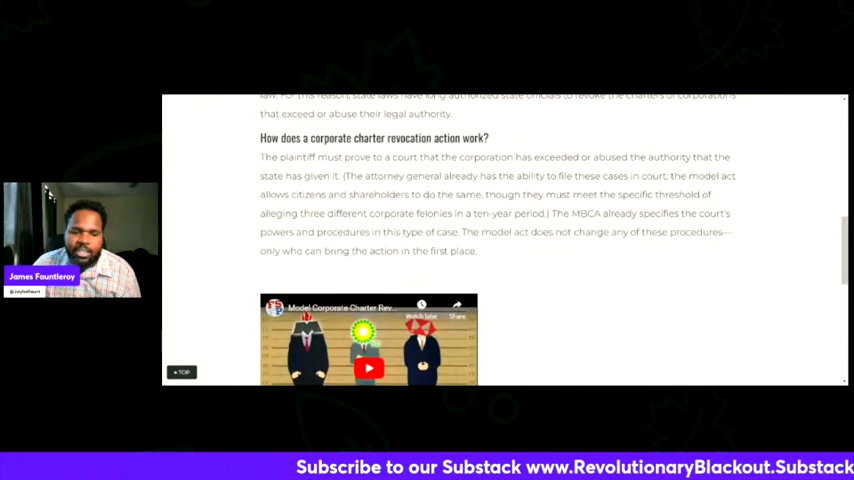 law. For this reason, state laws have long authorized state officials to revoke the charters of corporations
that exceed or abuse their legal authority.
How does a corporate charter revocation action work?
The plaintiff must prove to a court that the corporation has exceeded or abused the authority that the
state has given it. (The attorney general already has the ability to file these cases in court; the model act
allows citizens and shareholders to do the same, though they must meet the specific threshold of
alleging three different corporate felonies in a ten-year period.) The MBCA already specifies the court's
powers and procedures in this type of case. The model act does not change any of these procedures—
only who can bring the action in the first place.
James Fauntleroy
Model Corporate Charter Rev...
Watch later
Share
TOP
Subscribe to our Substack www.RevolutionaryBlackout.Substack